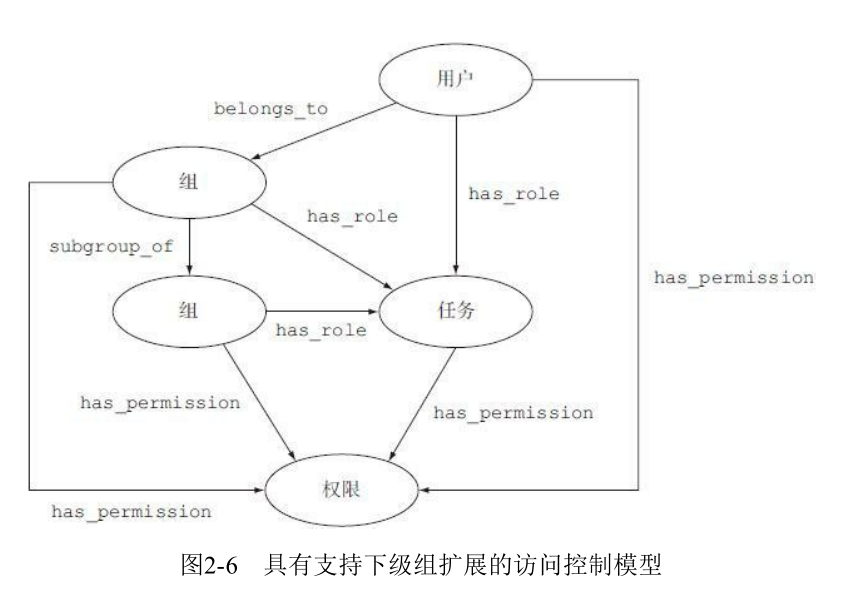 用户
belongs_to
组
has_role
has_role
subgroup_of
has_permission
组
任务
has_role
has_permission
has_permission
权限
has_permission
图2-6 具有支持下级组扩展的访问控制模型